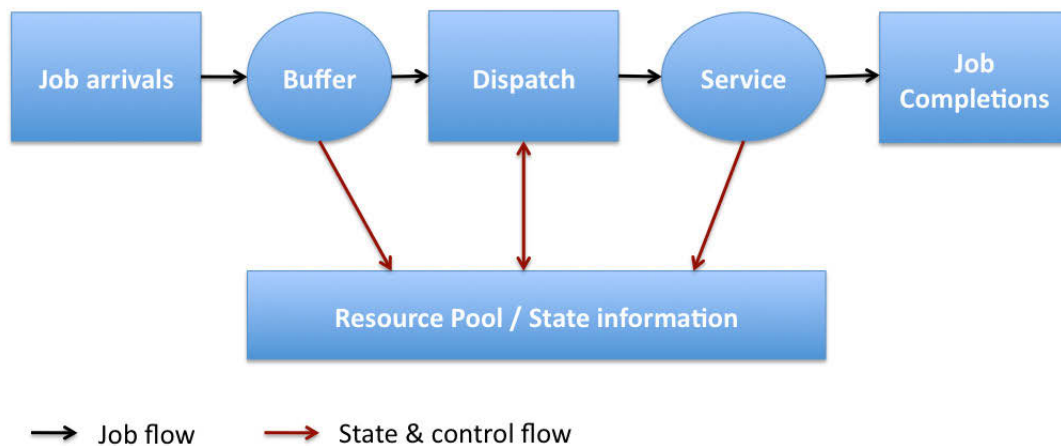 Job arrivals
Buffer
Dispatch
Service
Job
Completions
Resource Pool / State information
Job flow
State & control flow